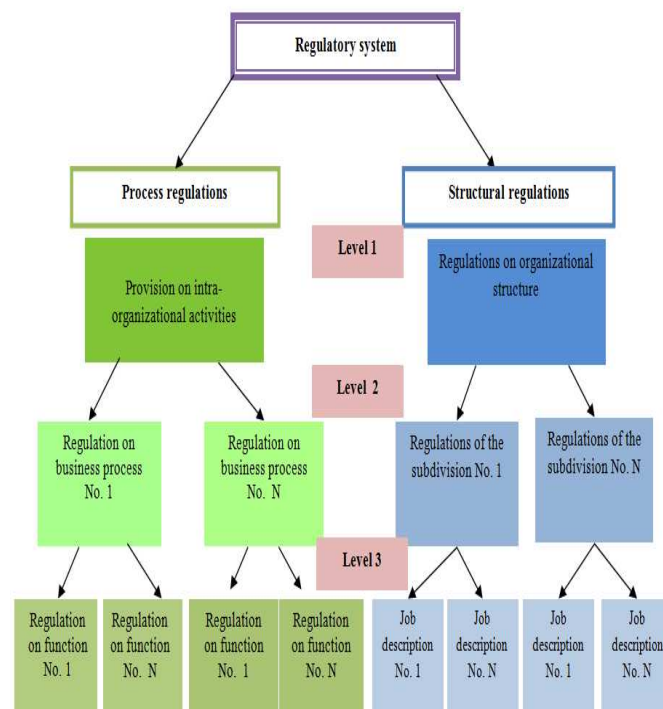 Regulatory system
Process regulations
Structural regulations
Level 1
Provision on intra-
organizational activities
Regulations on organizational
structure
Level 2
Regulation on
business process
No. 1
Regulation on
business process
No. N
Regulations of the
subdivision No. 1
Regulations of the
subdivision No. N
Level 3
Regulation
on function
No. 1
Regulation
on function
No. N
Regulation
on function
No. 1
Regulation
on function
No. N
Job
description
No. 1
Job
description
No. N
Job
description
No. 1
Job
description
No. N